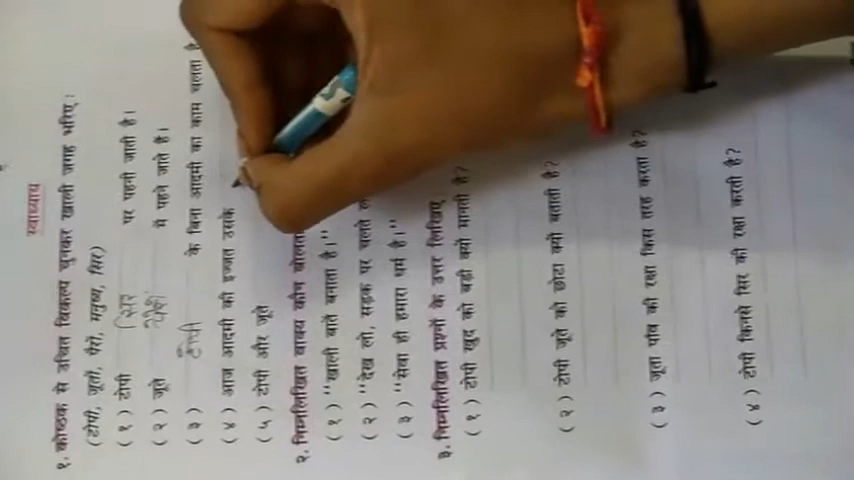 स्वाध्याय
१. कोष्ठक से उचित विकल्प चुनकर खाली जगह भरिए :
(टोपी, जूतों, पैरों, मनुष्य, सिर)
(१) टोपी सिर पर पहनी जाती है।
(२) जूते पैरों में पहने जाते हैं।
(३) टोपी के बिना आदमी का काम चलता है
(४) आज आदमी की इज्जत उसके
(५) टोपी और जूते
२. निम्नलिखित वाक्य कौन बोलता
(१) "खाली बातें बनाता है।"
(२) "देख लो, सड़क पर चलते
(३) "सेवा ही हमारा धर्म है।"
३. निम्नलिखित प्रश्नों के उत्तर लिखिए
(१) टोपी खुद को बड़ी क्यों मानती है?
(२) टोपी जूते को छोटा क्यों बताती है?
(३) जूता पाँव की रक्षा किस तरह करता है?
(४) टोपी किनसे सिर की रक्षा करती है?